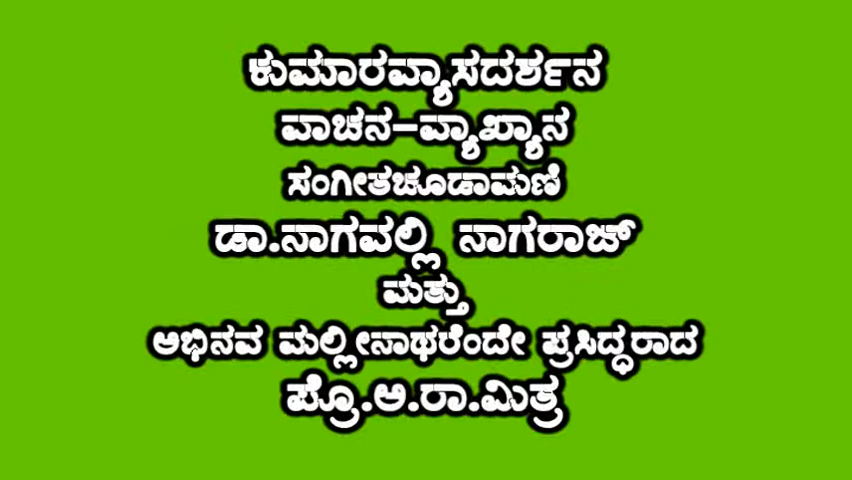 ಕುಮಾರವ್ಯಾಸದರ್ಶನ
ವಾಚನ-ವ್ಯಾಖ್ಯಾನ
ಸಂಗೀತಚೂಡಾಮಣಿ
ಡಾ.ನಾಗವಲ್ಲಿ ನಾಗರಾಜ್
ಮತ್ತು
ಅಭಿನವ ಮಲ್ಲೀನಾಥರೆಂದೇ ಪ್ರಸಿದ್ಧರಾದ
ಪ್ರೊ.ಅ.ರಾ.ಮಿತ್ರ